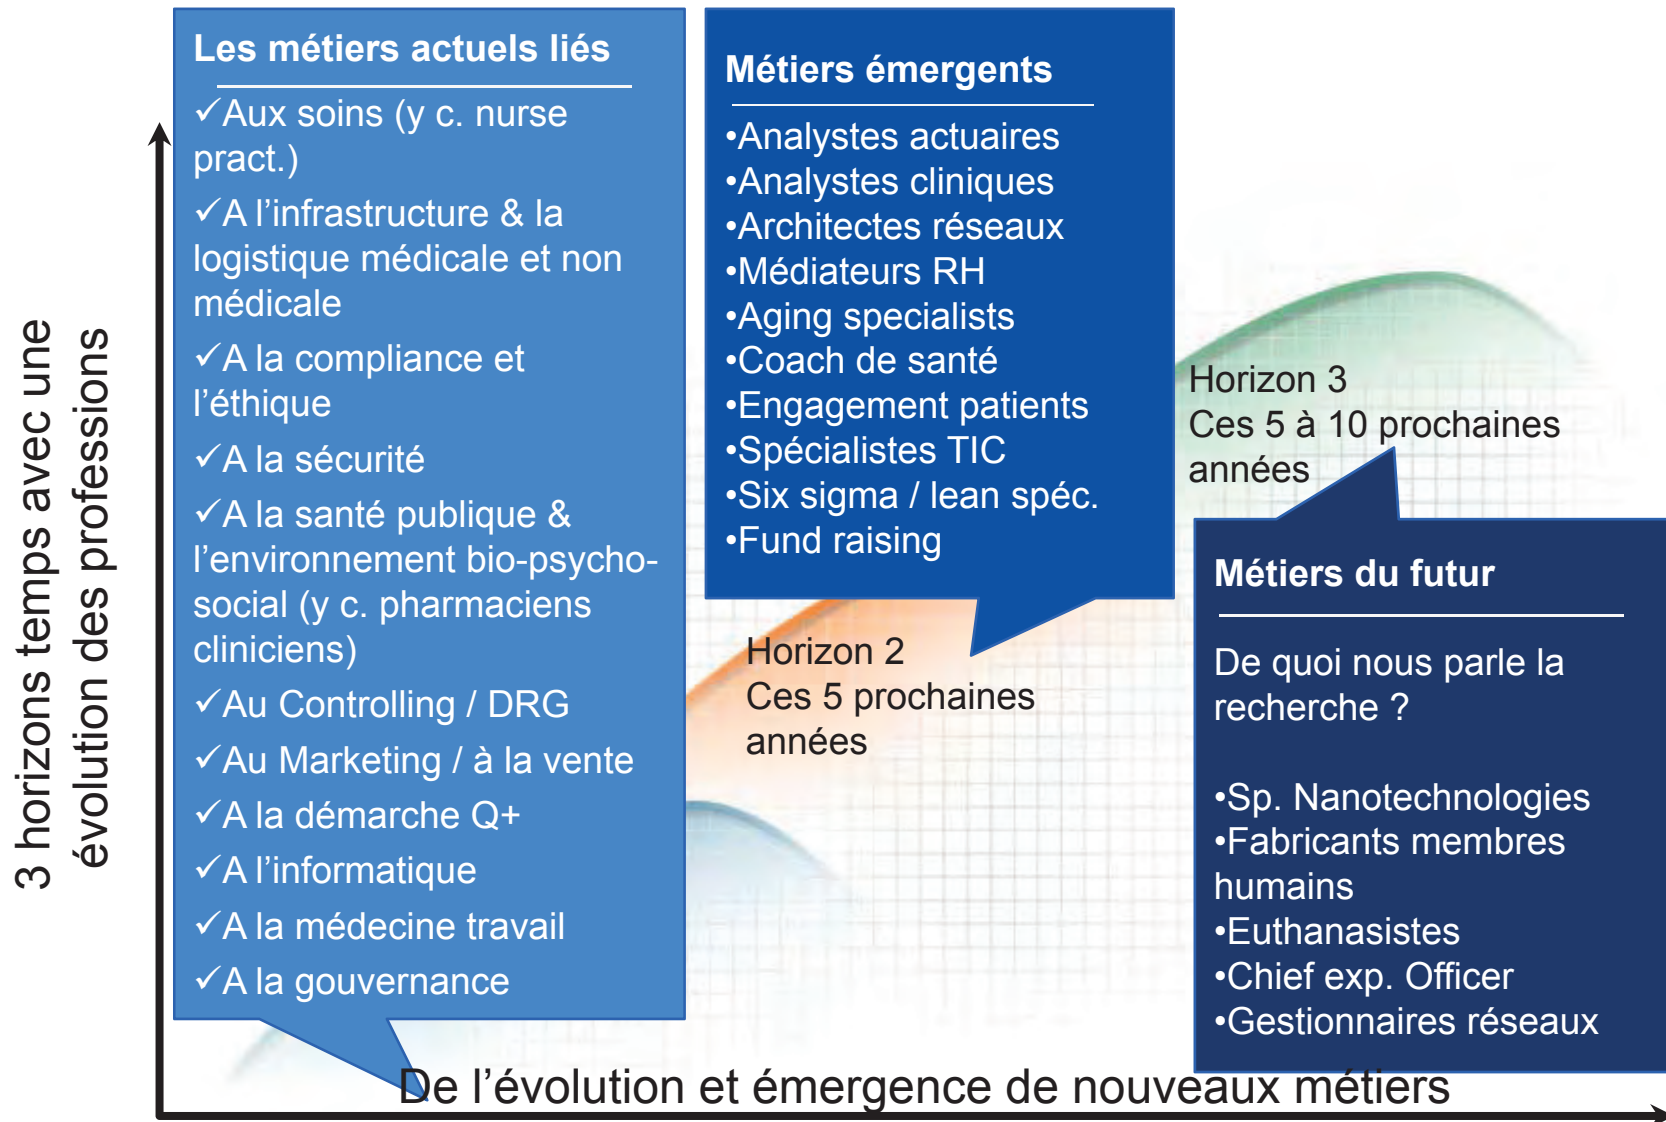 3 horizons temps avec une
évolution des professions
Les métiers actuels liés
✓Aux soins (y c. nurse
pract.)
✓A l’infrastructure & la
logistique médicale et non
médicale
✓A la compliance et
l’éthique
✓A la sécurité
✓A la santé publique &
l’environnement bio-psycho-
social (y c. pharmaciens
cliniciens)
✓Au Controlling / DRG
✓Au Marketing / à la vente
✓A la démarche Q+
✓A l’informatique
✓A la médecine travail
✓A la gouvernance
Métiers émergents
•Analystes actuaires
•Analystes cliniques
•Architectes réseaux
•Médiateurs RH
•Aging specialists
•Coach de santé
•Engagement patients
•Spécialistes TIC
•Six sigma / lean spéc.
•Fund raising
Horizon 2
Ces 5 prochaines
années
Horizon 3
Ces 5 à 10 prochaines
années
Métiers du futur
De quoi nous parle la
recherche ?
•Sp. Nanotechnologies
•Fabricants membres
humains
•Euthanasistes
•Chief exp. Officer
•Gestionnaires réseaux
De l’évolution et émergence de nouveaux métiers